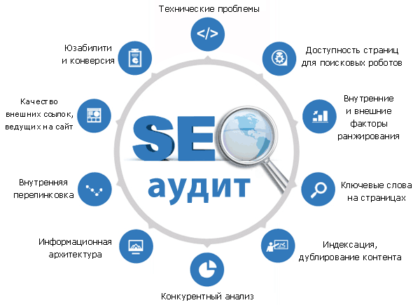 Технические проблемы
</>
Юзабилити
и конверсия
Доступность страниц
для поисковых роботов
Качество
внешних ссылок,
ведущих на сайт
Внутренние
и внешние
факторы
ранжирования
SEO
аудит
Внутренняя
перелинковка
Ключевые слова
на страницах
Информационная
архитектура
Индексация,
дублирование контента
Конкурентный анализ